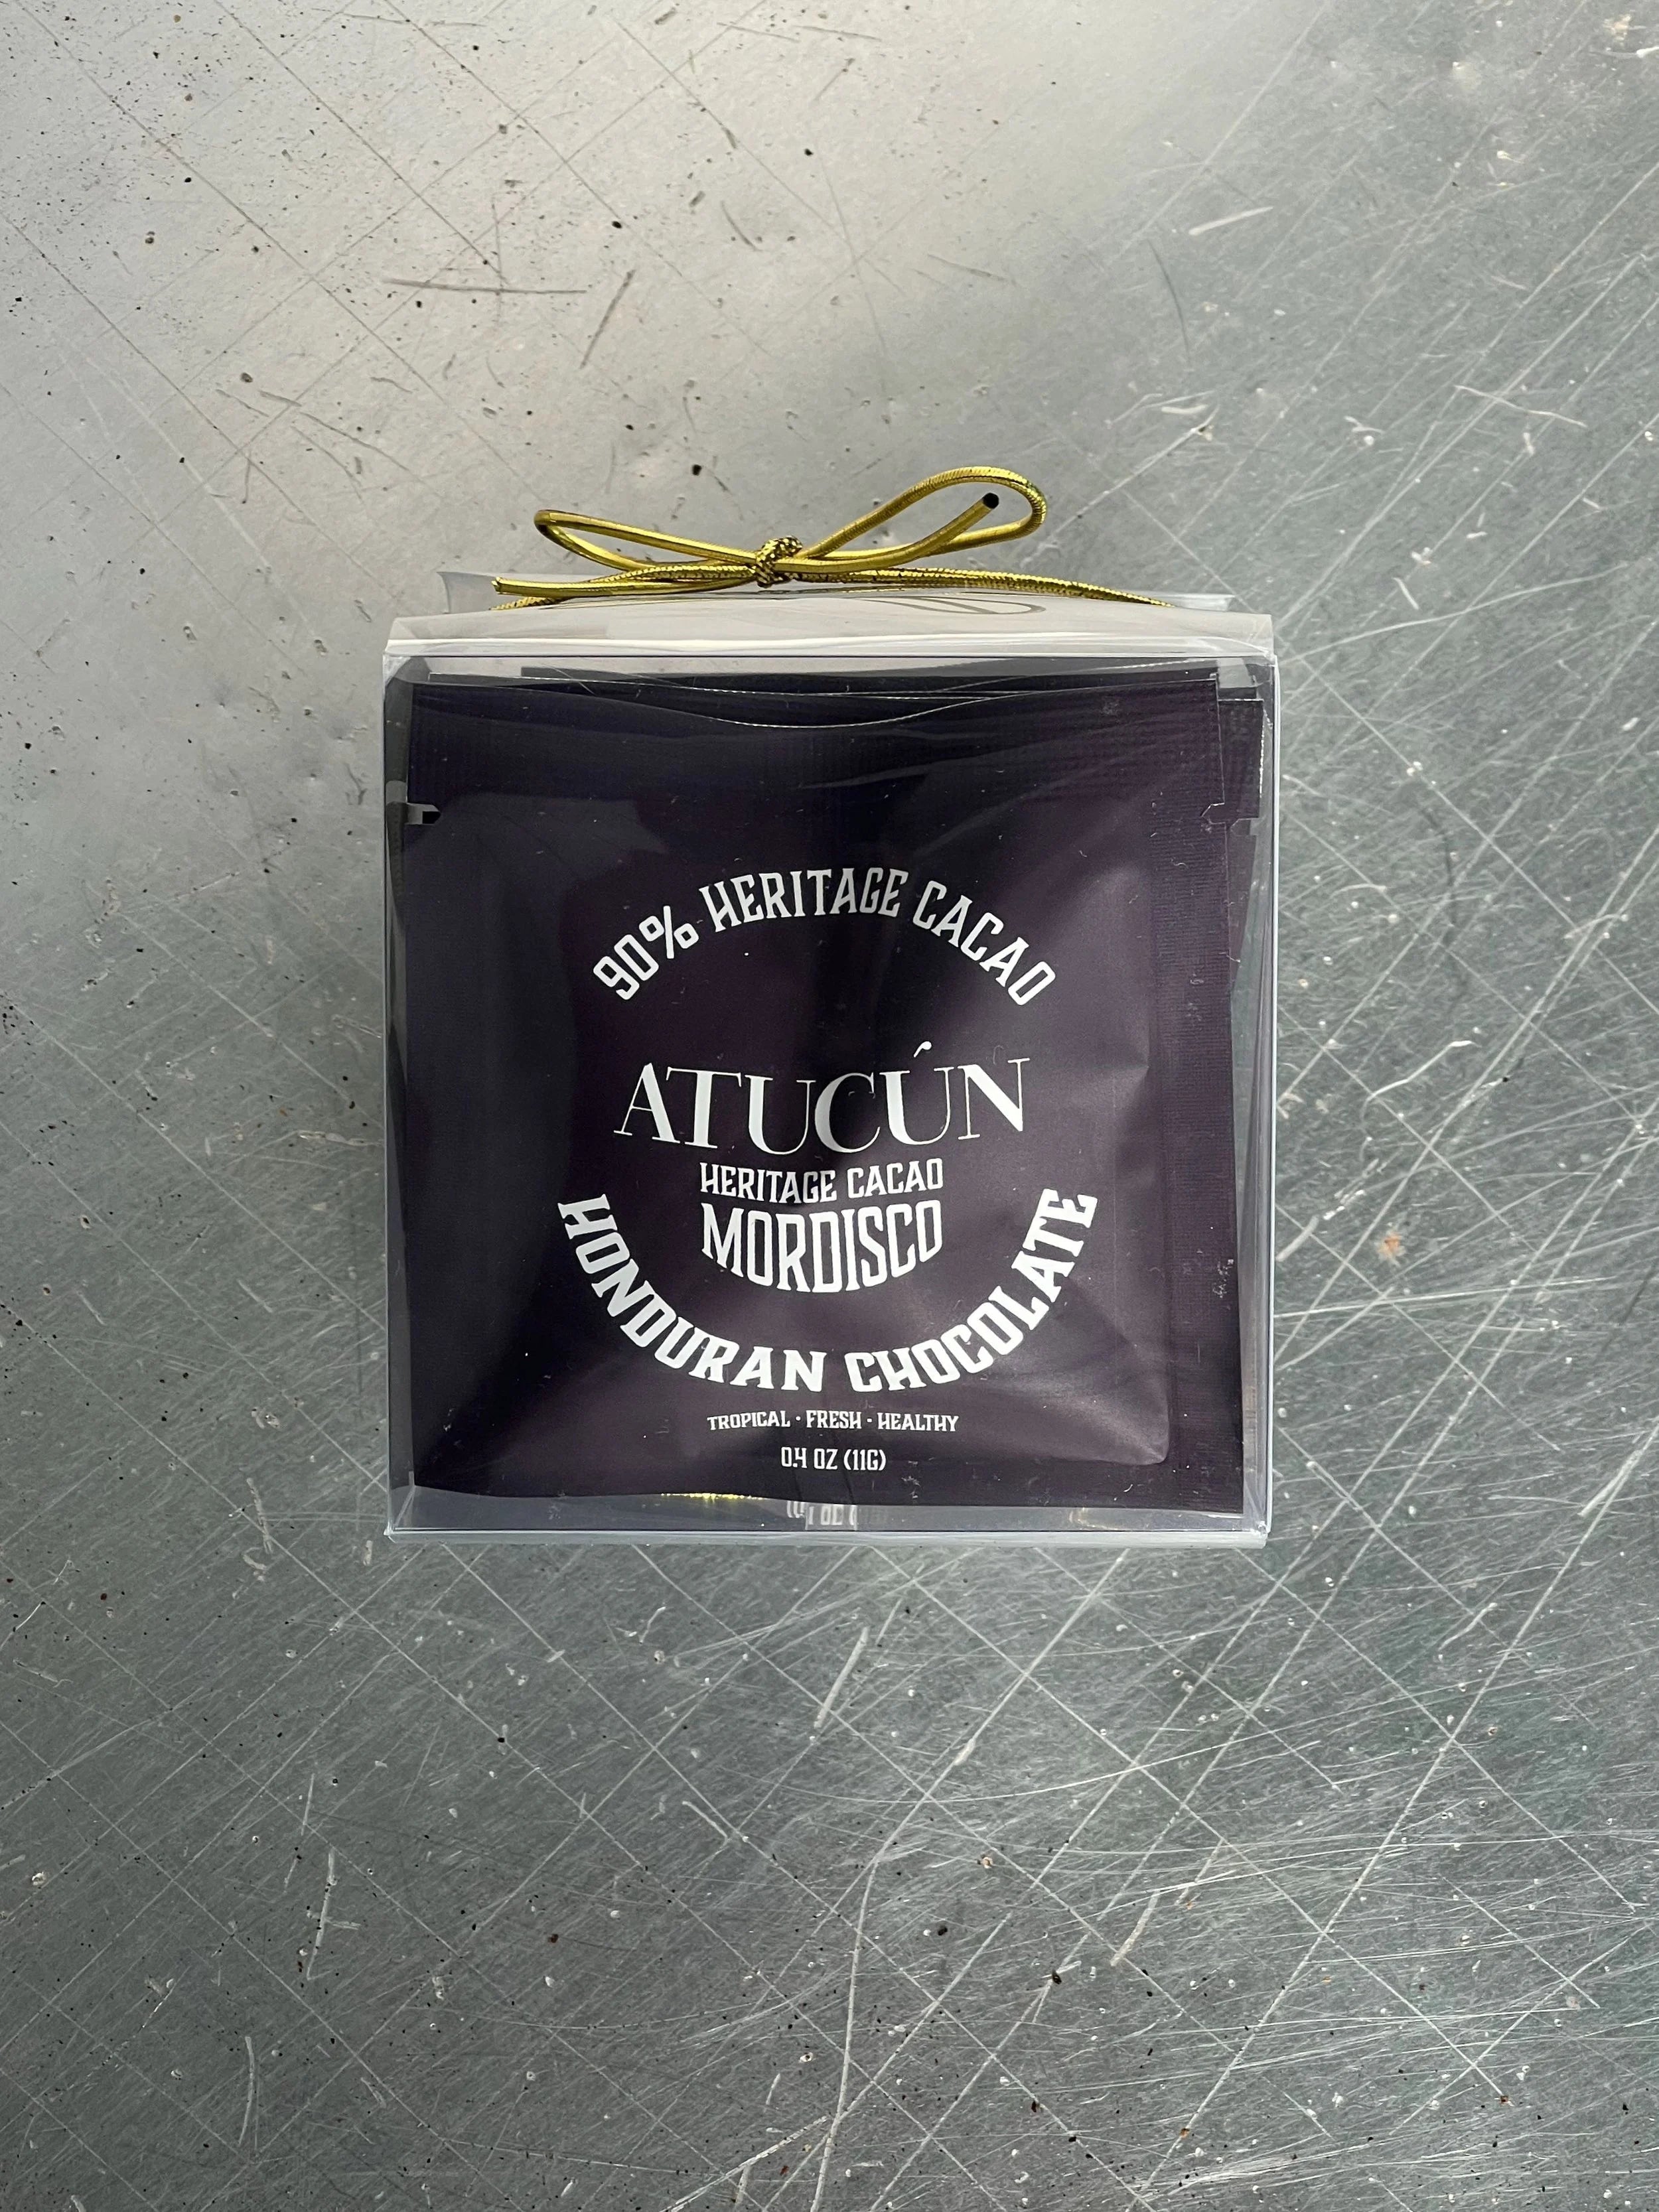 90% HERITAGE CACAO
ATUCÚN
HERITAGE CACAO
MORDISCO
HONDURAN CHOCOLATE
TROPICAL · FRESH · HEALTHY
0.4 OZ (11G)